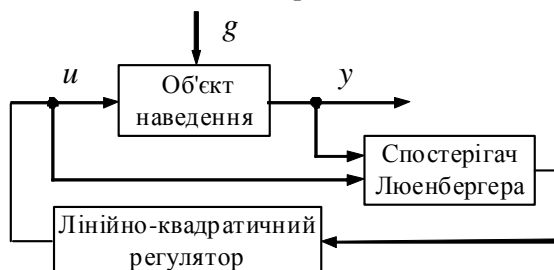 g
u
Об'єкт
наведення
y
Спостерігач
Люенбергера
Лінійно-квадратичний
регулятор